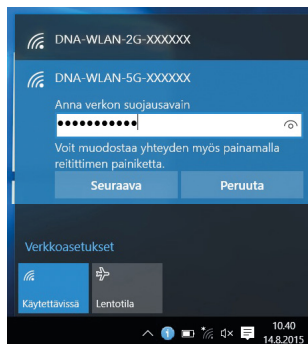 DNA-WLAN-2G-XXXXXX
DNA-WLAN-5G-XXXXXX
Anna verkon suojausavain
●●●●●●●●●●●
Voit muodostaa yhteyden myös painamalla
reitittimen painiketta.
Seuraava Peruuta
Verkkoasetukset
Käytettävissä Lentotila
10.40
14.8.2015